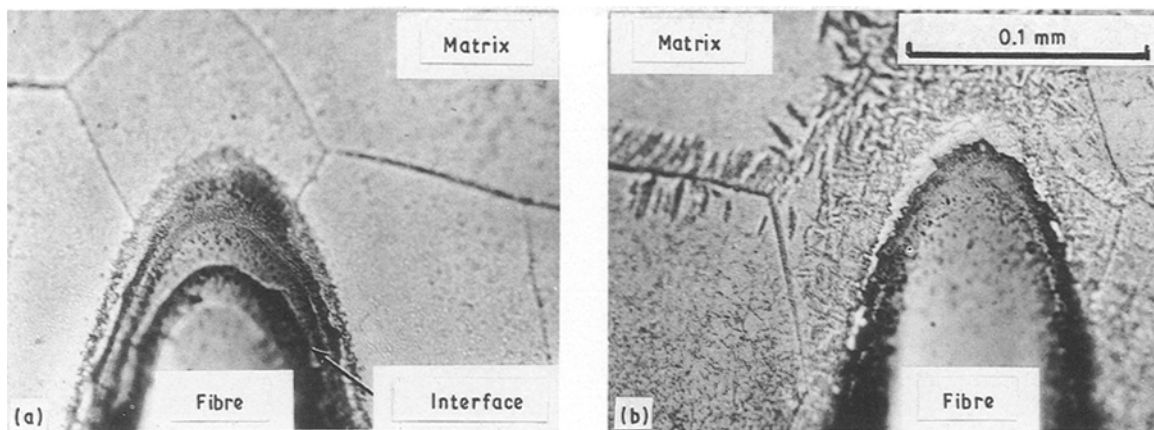 Matrix
Fibre
Interface
(a)
Matrix
0.1 mm
Fibre
(b)